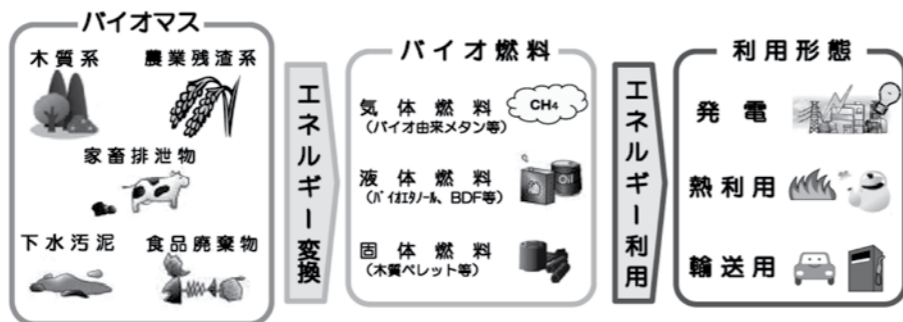 バイオマス
木質系
農業残渣系
家畜排泄物
下水汚泥
食品廃棄物
エネルギー変換
バイオ燃料
気体燃料
(バイオ由来メタン等)
CH4
液体燃料
(バイオエタノール、BDF等)
Oil
固体燃料
(木質ペレット等)
エネルギー利用
利用形態
発電
熱利用
輸送用